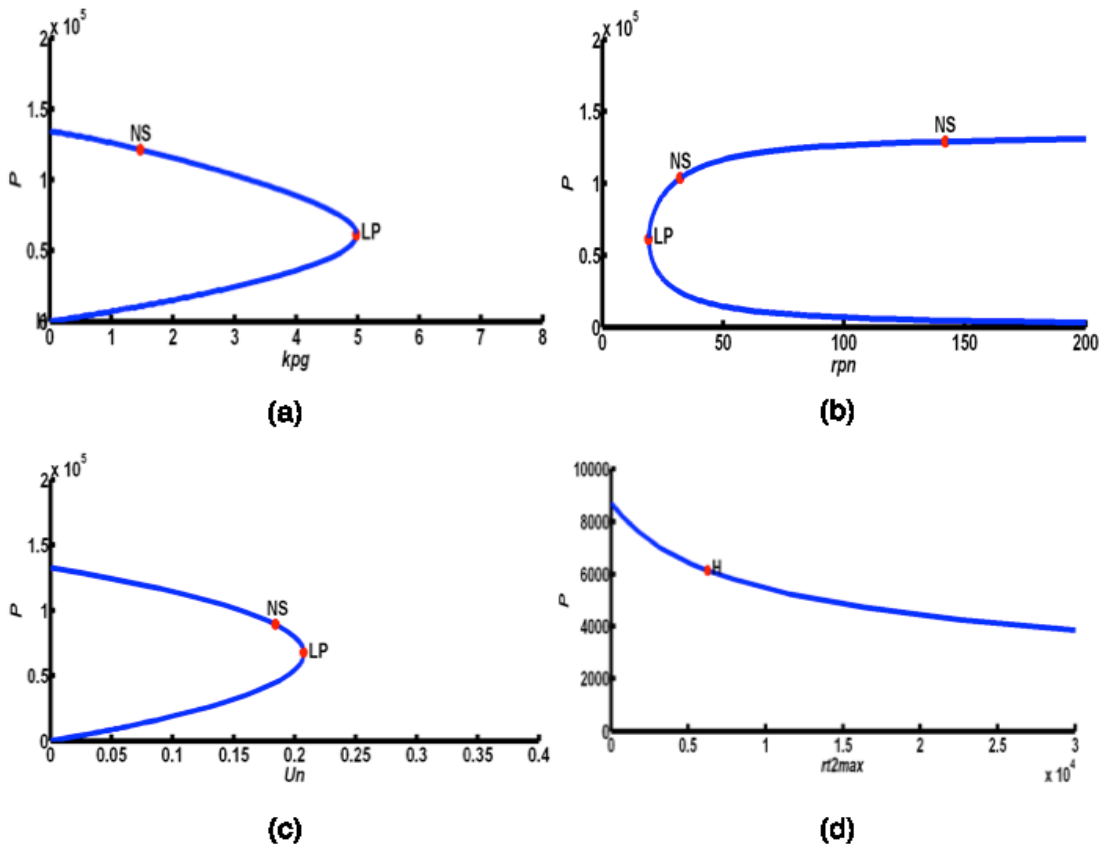 x 10^5
2
1.5
1
0.5
0
P
NS
LP
H
0 1 2 3 4 5 6 7 8
kpg
(a)
x 10^5
2
1.5
1
0.5
0
P
NS
NS
LP
0 50 100 150 200
rpn
(b)
x 10^5
2
1.5
1
0.5
0
P
NS
LP
0 0.05 0.1 0.15 0.2 0.25 0.3 0.35 0.4
Un
(c)
10000
8000
6000
4000
2000
0
P
H
0 0.5 1 1.5 2 2.5 3
x 10^4
rt2max
(d)